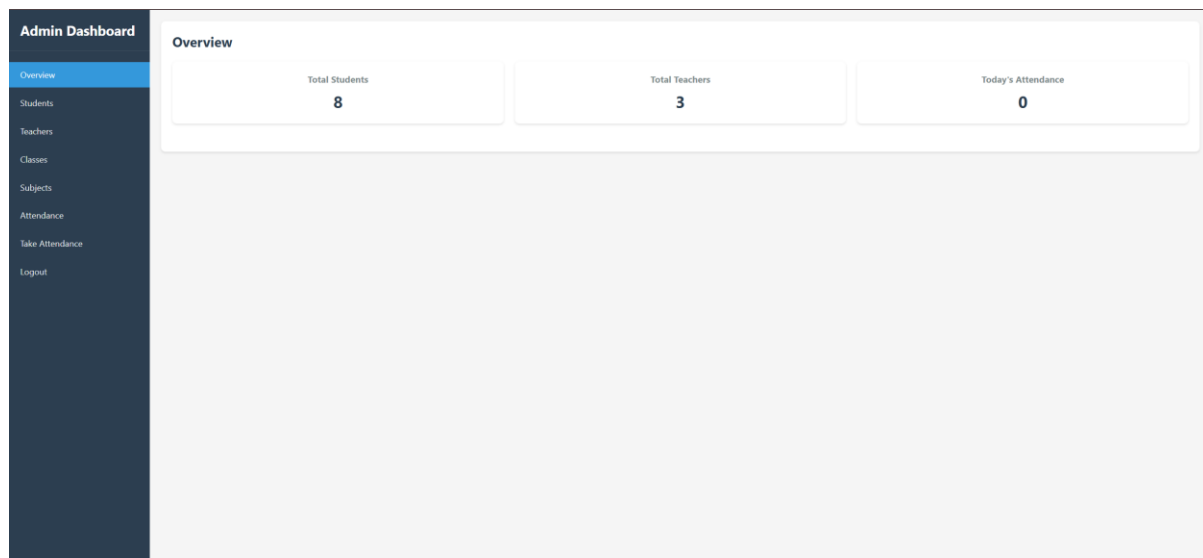 Admin Dashboard
Overview
Students
Teachers
Classes
Subjects
Attendance
Take Attendance
Logout
Overview
Total Students
8
Total Teachers
3
Today's Attendance
0